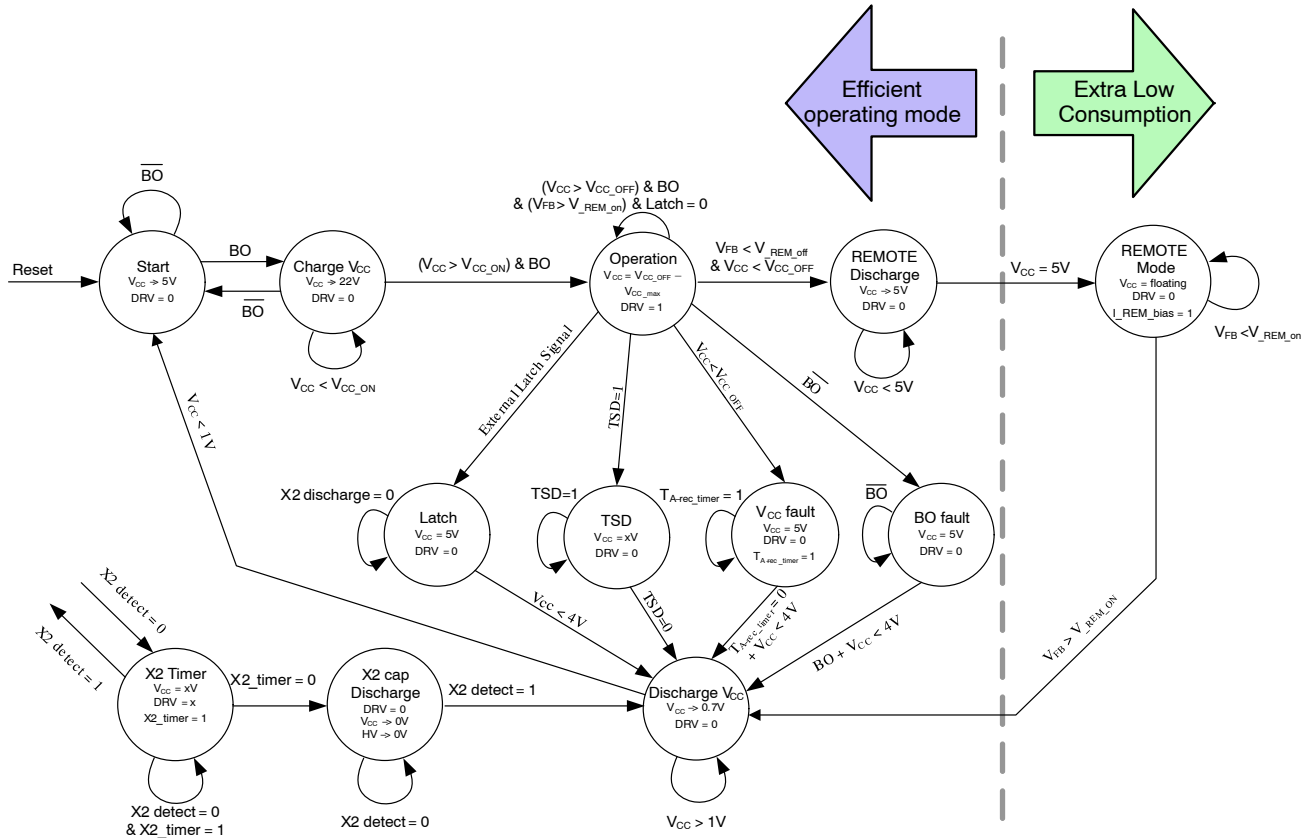 Efficient
operating mode
Extra Low
Consumption
Reset
B̅O̅
Start
VCC → 5V
DRV = 0
BO
B̅O̅
Charge VCC
VCC → 22V
DRV = 0
VCC < VCC_ON
(VCC > VCC_ON) & BO
(VCC > VCC_OFF) & BO
& (VFB > V_REM_on) & Latch = 0
Operation
VCC = VCC_OFF –
VCC_max
DRV = 1
VFB < V_REM_off
& VCC < VCC_OFF
REMOTE
Discharge
VCC → 5V
DRV = 0
VCC < 5V
VCC = 5V
REMOTE
Mode
VCC = floating
DRV = 0
I_REM_bias = 1
VFB < V_REM_on
VCC < 1V
External Latch Signal
TSD=1
VCC<VCC_OFF
B̅O̅
X2 discharge = 0
Latch
VCC = 5V
DRV = 0
TSD=1
TSD
VCC = xV
DRV = 0
TA-rec_timer = 1
VCC fault
VCC = 5V
DRV = 0
TA-rec_timer = 1
B̅O̅
BO fault
VCC = 5V
DRV = 0
VCC < 4V
TSD=0
TA-rec_timer = 0
+ VCC < 4V
BO + VCC < 4V
VFB > V_REM_ON
X2 detect = 0
X2 detect = 1
X2 Timer
VCC = xV
DRV = x
X2_timer = 1
X2_timer = 0
X2 cap
Discharge
DRV = 0
VCC → 0V
HV → 0V
X2 detect = 1
Discharge VCC
VCC → 0.7V
DRV = 0
X2 detect = 0
& X2_timer = 1
X2 detect = 0
VCC > 1V